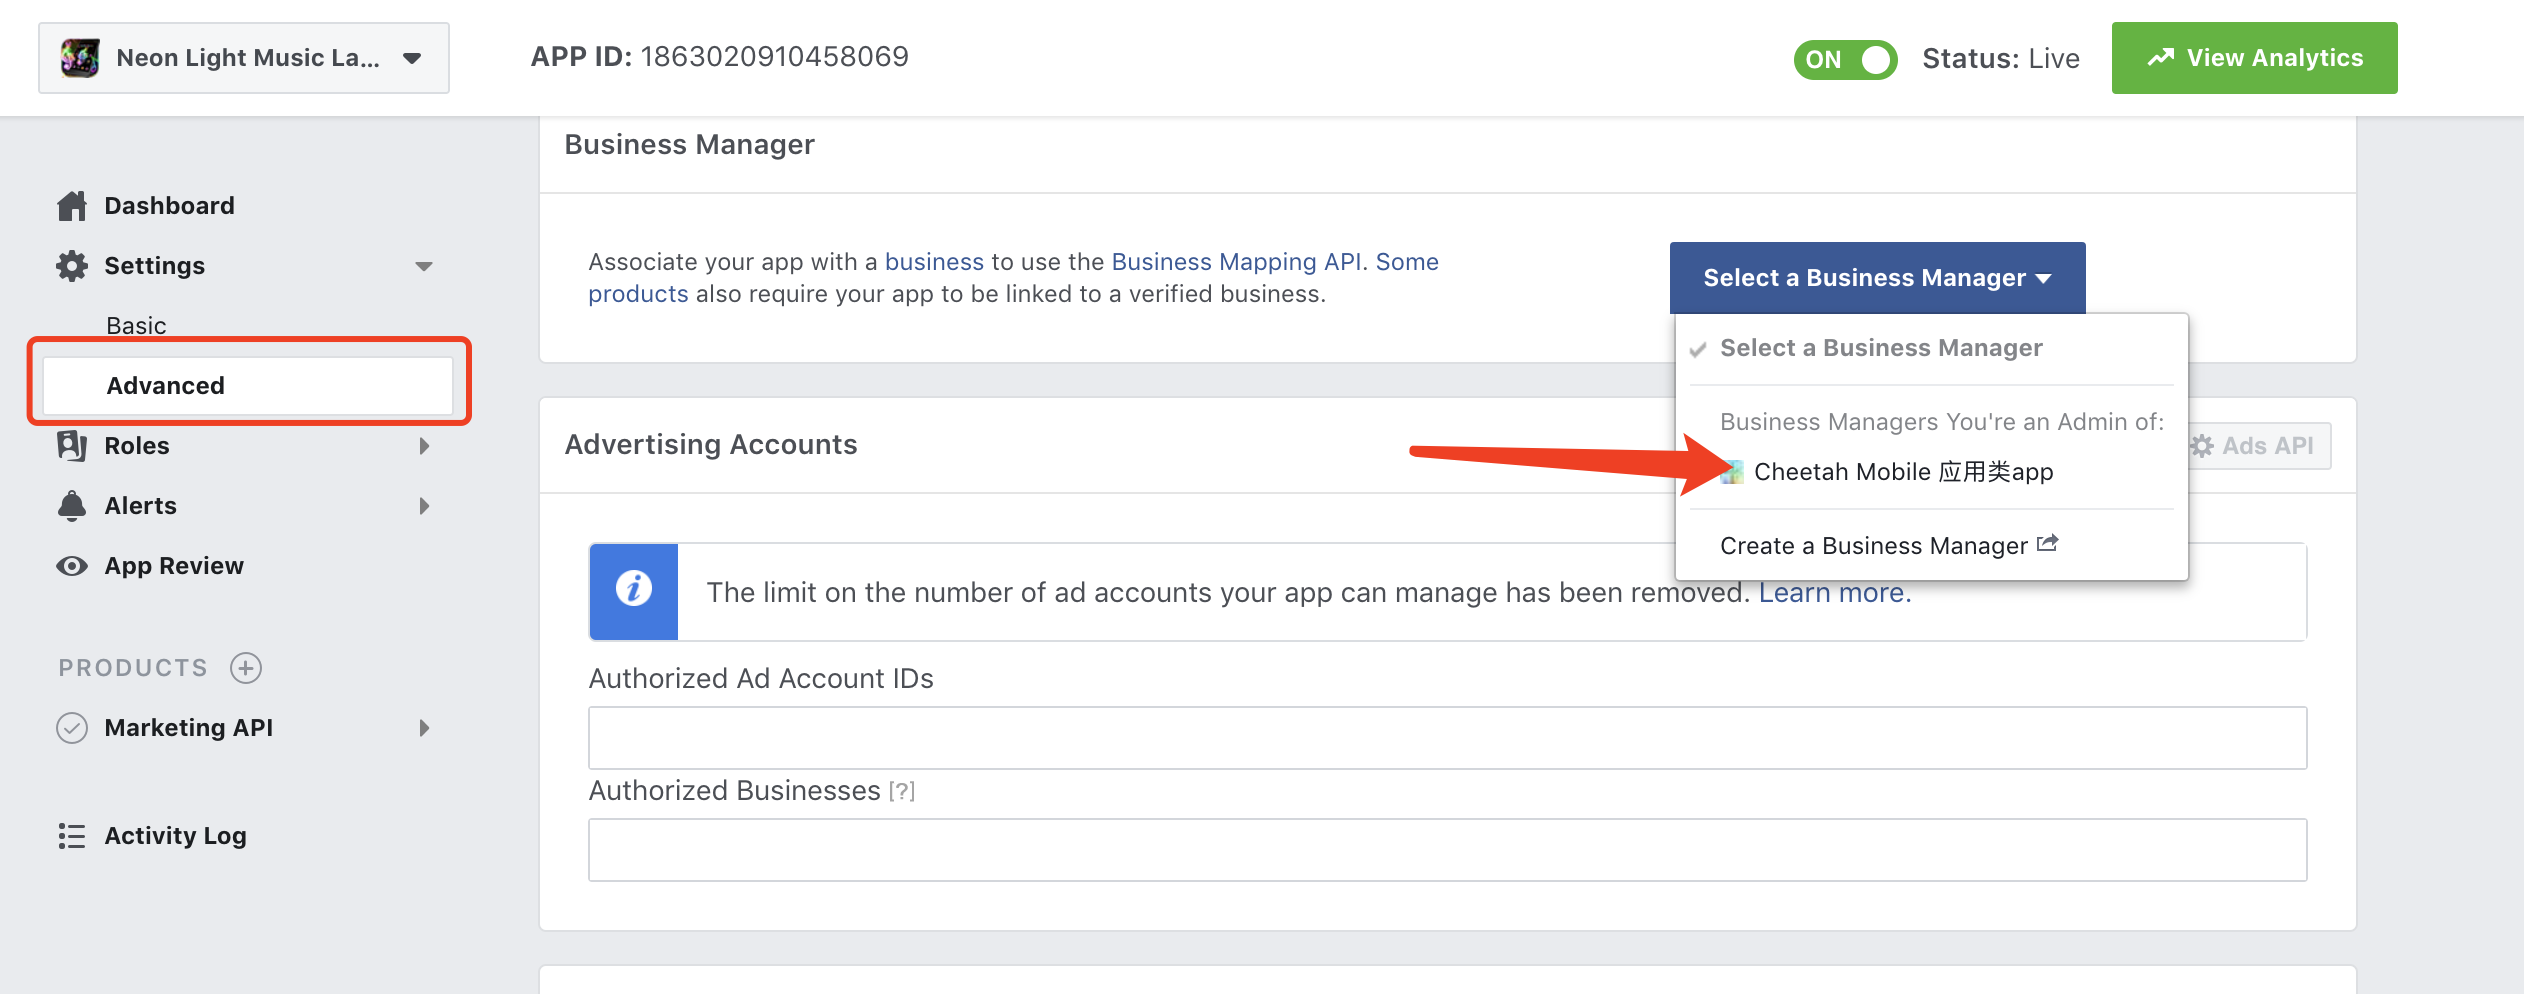 Neon Light Music La...
APP ID: 1863020910458069
ON
Status: Live
View Analytics
Dashboard
Settings
Basic
Advanced
Roles
Alerts
App Review
PRODUCTS
Marketing API
Activity Log
Business Manager
Associate your app with a business to use the Business Mapping API. Some
products also require your app to be linked to a verified business.
Select a Business Manager
Select a Business Manager
Business Managers You're an Admin of:
Cheetah Mobile 应用类app
Create a Business Manager
Advertising Accounts
Ads API
The limit on the number of ad accounts your app can manage has been removed. Learn more.
Authorized Ad Account IDs
Authorized Businesses [?]